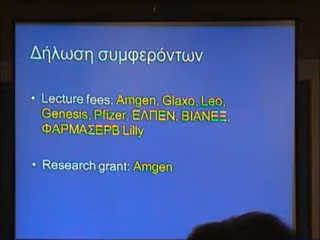 Δήλωση συμφερόντων
• Lecture fees: Amgen, Glaxo, Leo,
Genesis, Pfizer, ΕΛΠΕΝ, ΒΙΑΝΕΞ,
ΦΑΡΜΑΣΕΡΒ Lilly
• Research grant: Amgen